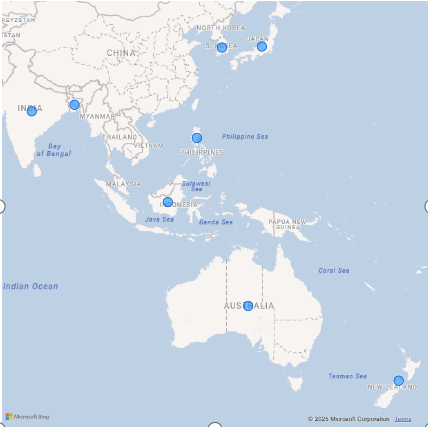 RGYZSTAN
STAN
NORTH KOREA
JAPAN
S. KOREA
CHINA
INDIA
MYANMAR
Philippine Sea
THAILAND
VIETNAM
Bay
of Bengal
PHILIPPINES
MALAYSIA
Sulawesi
Sea
INDONESIA
Java Sea
Banda Sea
PAPUA NEW
GUINEA
Coral Sea
Indian Ocean
AUSTRALIA
Tasman Sea
NEW ZEALAND
Microsoft Bing
© 2025 Microsoft Corporation Terms